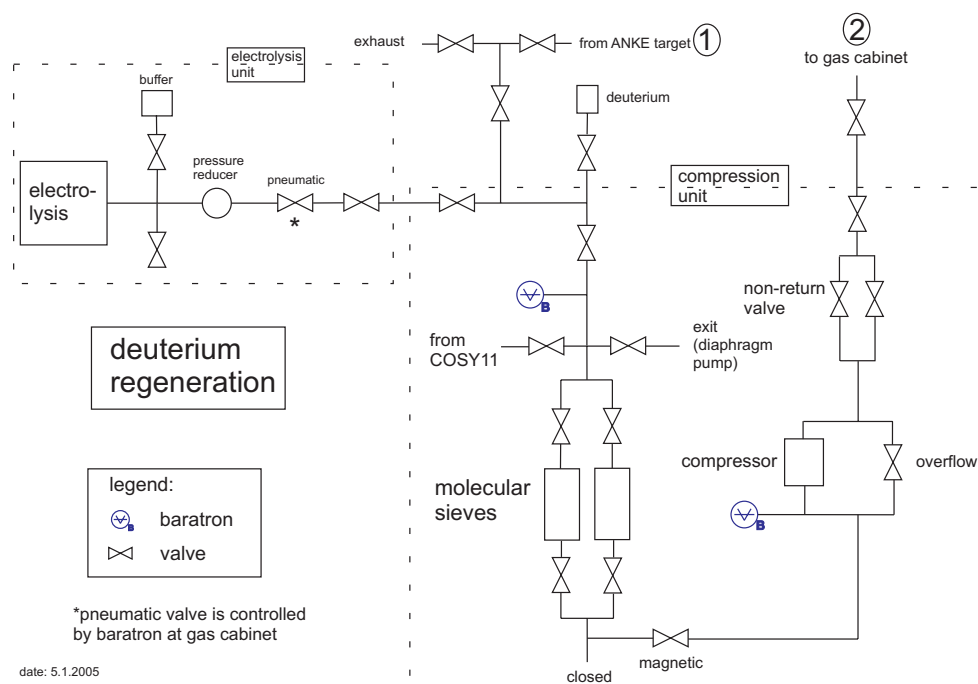 exhaust
from ANKE target
1
2
to gas cabinet
electrolysis
unit
buffer
deuterium
pressure
reducer
pneumatic
electro-
lysis
*
compression
unit
B
non-return
valve
from
COSY11
exit
(diaphragm
pump)
deuterium
regeneration
compressor
overflow
molecular
sieves
B
legend:
B
baratron
valve
*pneumatic valve is controlled
by baratron at gas cabinet
magnetic
closed
date: 5.1.2005